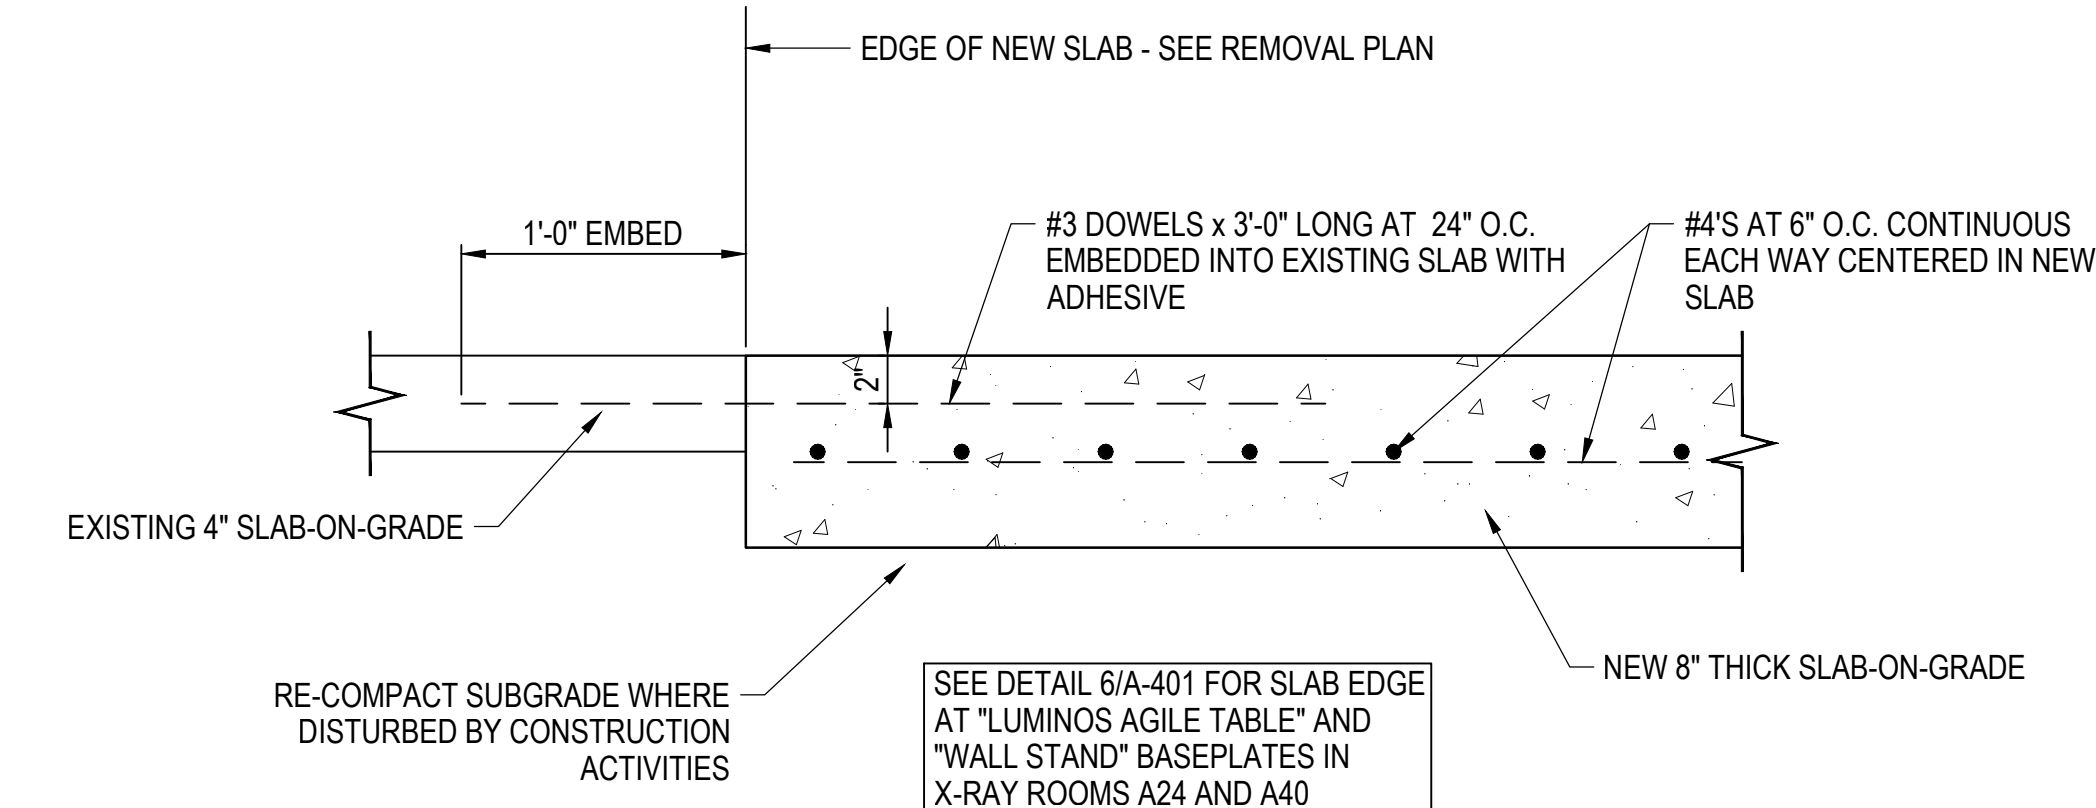 EDGE OF NEW SLAB - SEE REMOVAL PLAN
1'-0" EMBED
#3 DOWELS x 3'-0" LONG AT 24" O.C.
EMBEDDED INTO EXISTING SLAB WITH
ADHESIVE
#4'S AT 6" O.C. CONTINUOUS
EACH WAY CENTERED IN NEW
SLAB
2"
EXISTING 4" SLAB-ON-GRADE
RE-COMPACT SUBGRADE WHERE
DISTURBED BY CONSTRUCTION
ACTIVITIES
SEE DETAIL 6/A-401 FOR SLAB EDGE
AT "LUMINOS AGILE TABLE" AND
"WALL STAND" BASEPLATES IN
X-RAY ROOMS A24 AND A40
NEW 8" THICK SLAB-ON-GRADE